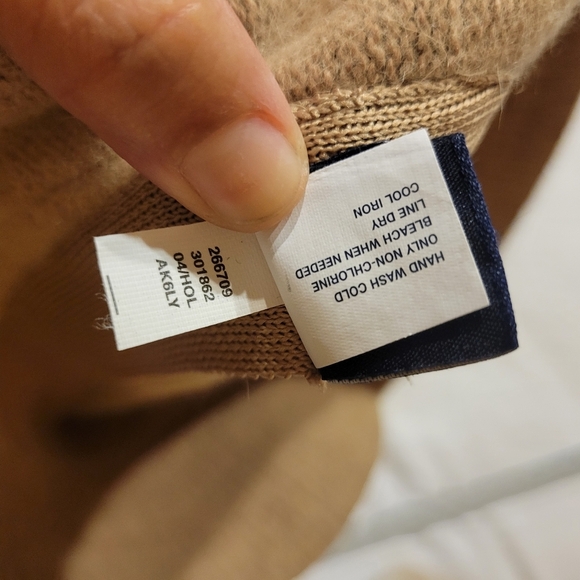 HAND WASH COLD
ONLY NON-CHLORINE
BLEACH WHEN NEEDED
LINE DRY
COOL IRON
266709
301862
04/HOL
AK6LY